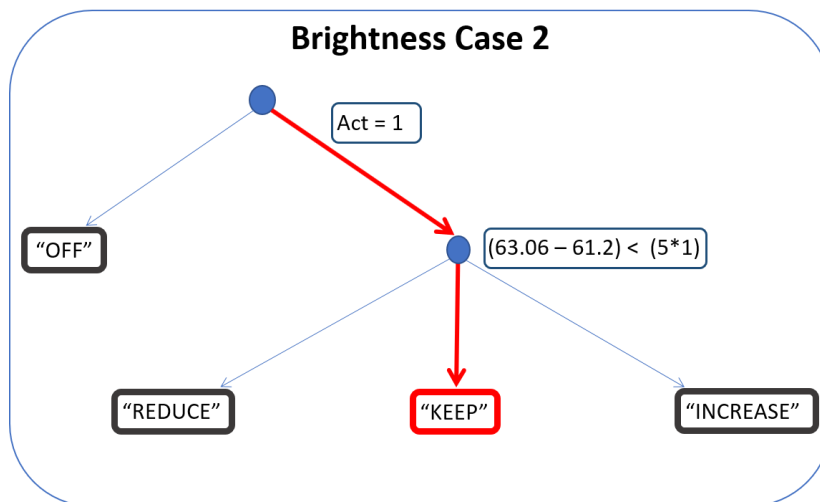 Brightness Case 2
Act = 1
“OFF”
(63.06 – 61.2) < (5*1)
“REDUCE”
“KEEP”
“INCREASE”